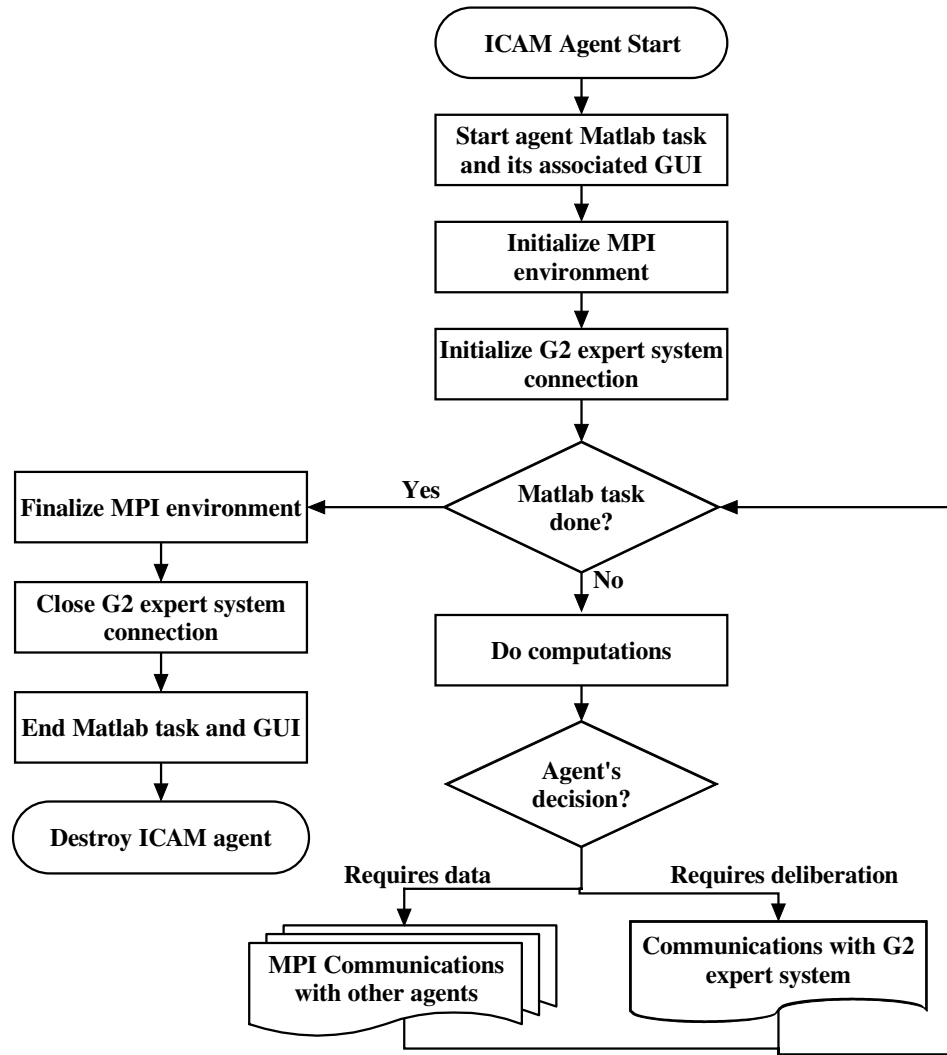 ICAM Agent Start
Start agent Matlab task
and its associated GUI
Initialize MPI
environment
Initialize G2 expert system
connection
Matlab task
done?
Yes
No
Finalize MPI environment
Close G2 expert system
connection
End Matlab task and GUI
Destroy ICAM agent
Do computations
Agent's
decision?
Requires data
Requires deliberation
MPI Communications
with other agents
Communications with G2
expert system